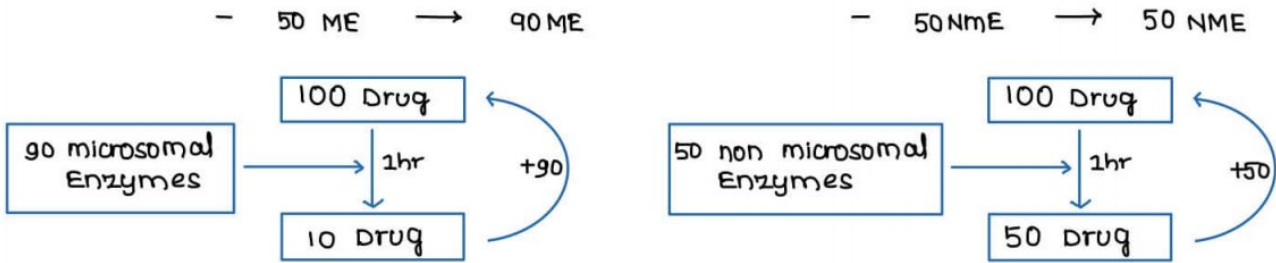 - 50 ME → 90 ME
100 Drug
90 microsomal
Enzymes
1hr
+90
10 Drug
- 50 NmE → 50 NME
100 Drug
50 non microsomal
Enzymes
1hr
+50
50 Drug